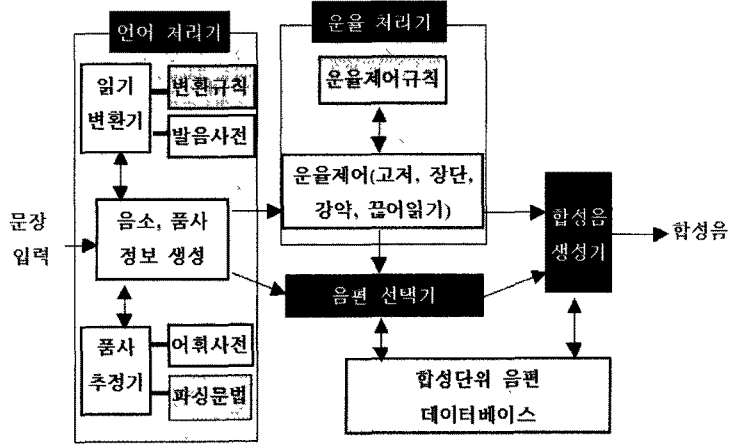 언어 처리기
읽기
변환기
변환규칙
발음사전
문장
입력
음소, 품사
정보 생성
품사
추정기
어휘사전
파싱문법
운율 처리기
운율제어규칙
운율제어(고저, 장단,
강약, 끊어읽기)
음편 선택기
합성음
생성기
합성음
합성단위 음편
데이터베이스